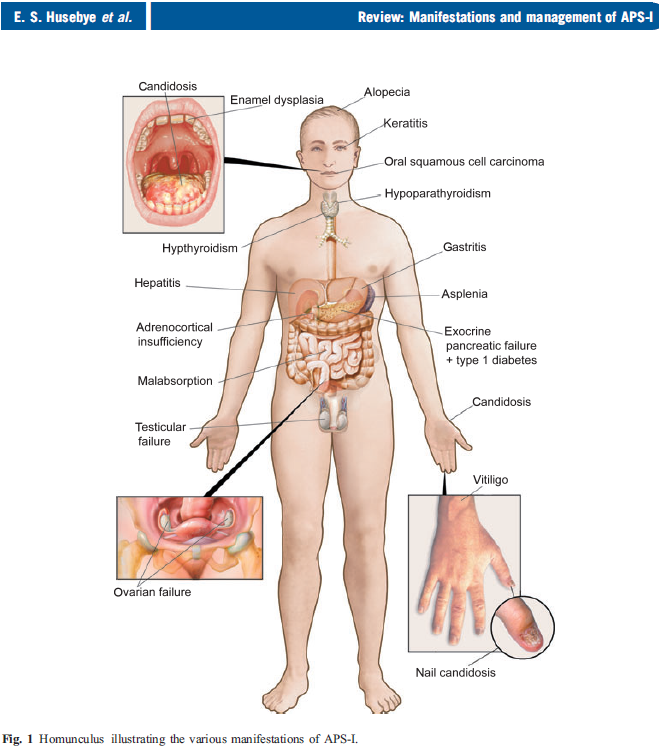 E. S. Husebye et al.
Review: Manifestations and management of APS-I
Candidosis
Enamel dysplasia
Alopecia
Keratitis
Oral squamous cell carcinoma
Hypoparathyroidism
Hypthyroidism
Gastritis
Hepatitis
Asplenia
Adrenocortical
insufficiency
Exocrine
pancreatic failure
+ type 1 diabetes
Malabsorption
Candidosis
Testicular
failure
Vitiligo
Ovarian failure
Nail candidosis
Fig. 1 Homunculus illustrating the various manifestations of APS-I.